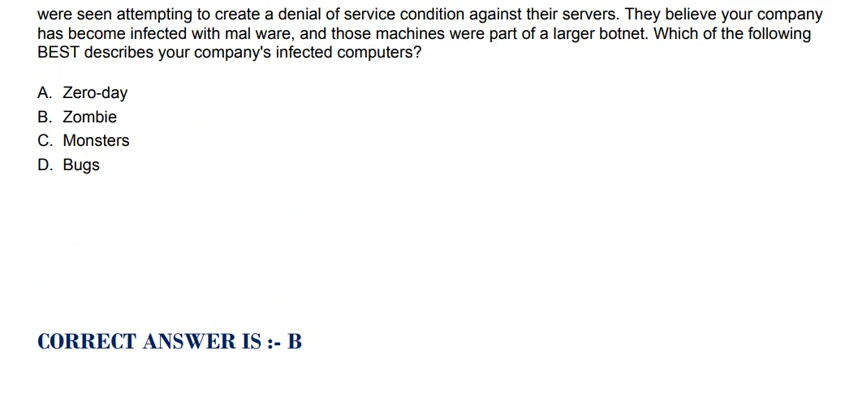 were seen attempting to create a denial of service condition against their servers. They believe your company
has become infected with mal ware, and those machines were part of a larger botnet. Which of the following
BEST describes your company's infected computers?
A. Zero-day
B. Zombie
C. Monsters
D. Bugs
CORRECT ANSWER IS :- B